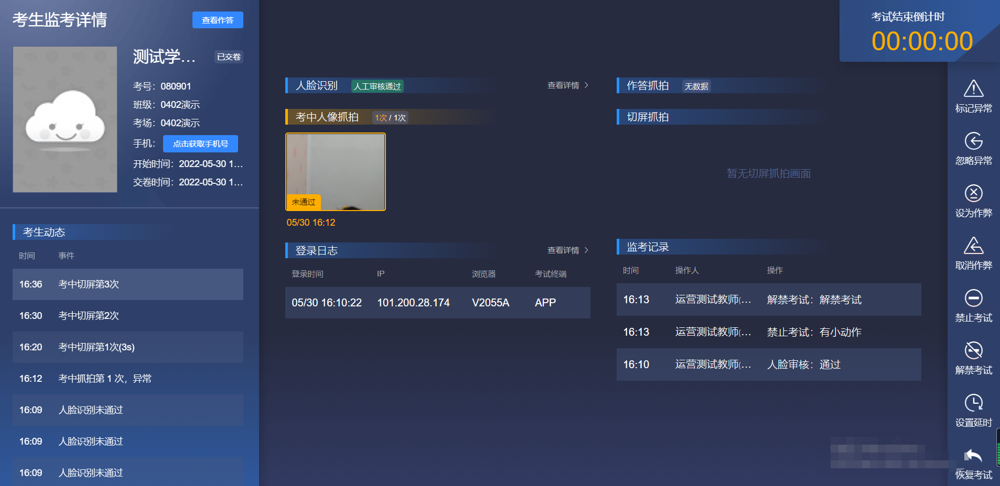 考生监考详情
查看作答
测试学...
已交卷
考号：080901
班级：0402演示
考场：0402演示
手机：
点击获取手机号
开始时间：2022-05-30 1...
交卷时间：2022-05-30 1...
考生动态
时间 事件
16:36 考中切屏第3次
16:30 考中切屏第2次
16:20 考中切屏第1次(3s)
16:12 考中抓拍第 1 次，异常
16:09 人脸识别未通过
16:09 人脸识别未通过
16:09 人脸识别未通过
人脸识别 人工审核通过 查看详情
考中人像抓拍 1次 / 1次
未通过
05/30 16:12
登录日志 查看详情
登录时间 IP 浏览器 考试终端
05/30 16:10:22 101.200.28.174 V2055A APP
作答抓拍 无数据
切屏抓拍
暂无切屏抓拍画面
监考记录
时间 操作人 操作
16:13 运营测试教师(... 解禁考试：解禁考试
16:13 运营测试教师(... 禁止考试：有小动作
16:10 运营测试教师(... 人脸审核：通过
考试结束倒计时
00:00:00
标记异常
忽略异常
设为作弊
取消作弊
禁止考试
解禁考试
设置延时
恢复考试